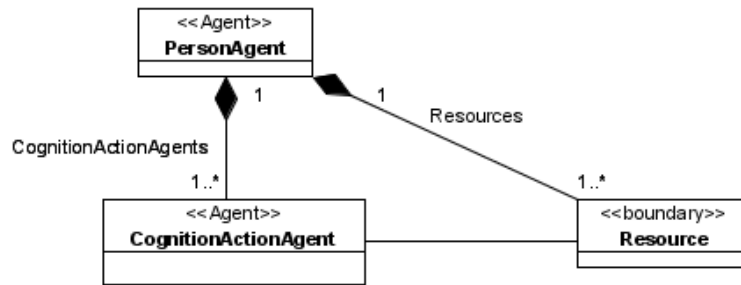 <<Agent>>
PersonAgent
1
1
Resources
CognitionActionAgents
1..*
1..*
<<Agent>>
CognitionActionAgent
<<boundary>>
Resource